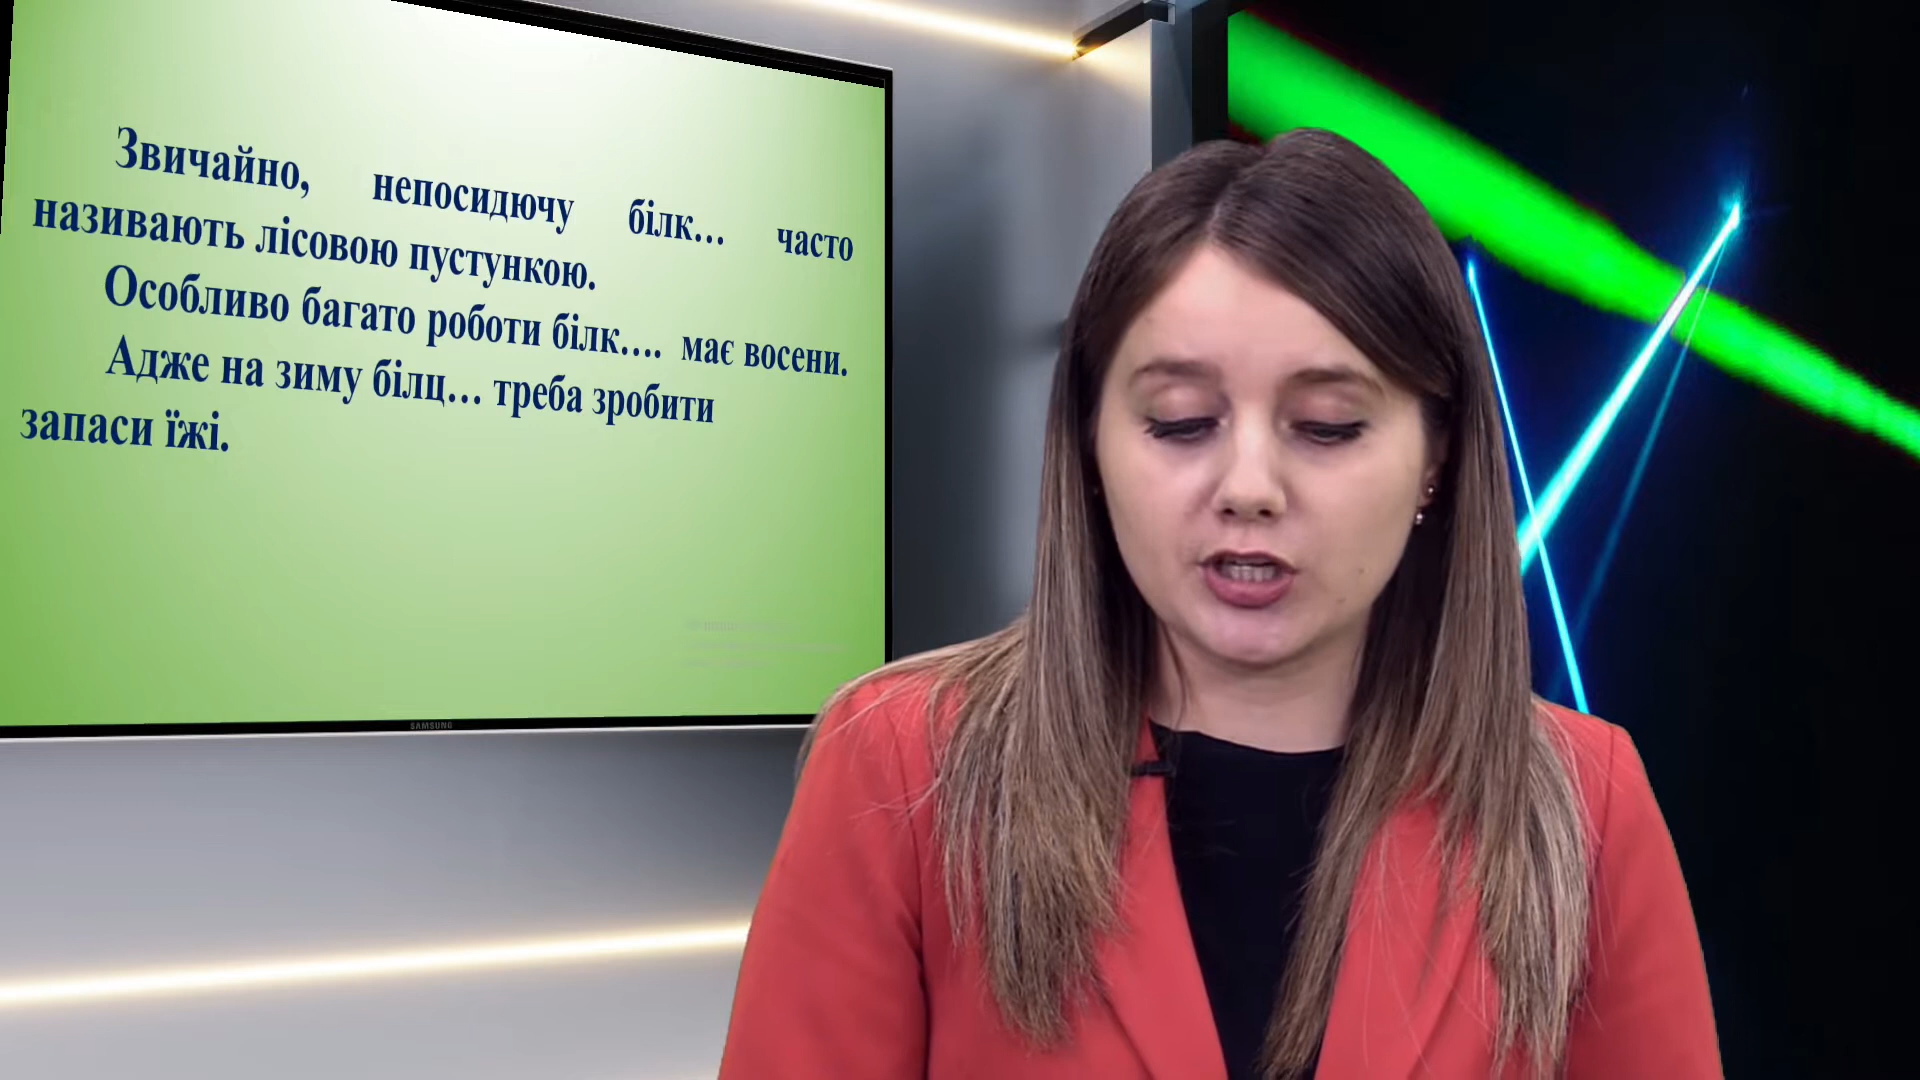 Звичайно, непосидючу білк... часто
називають лісовою пустункою.
Особливо багато роботи білк.... має восени.
Адже на зиму білц... треба зробити
запаси їжі.
SAMSUNG